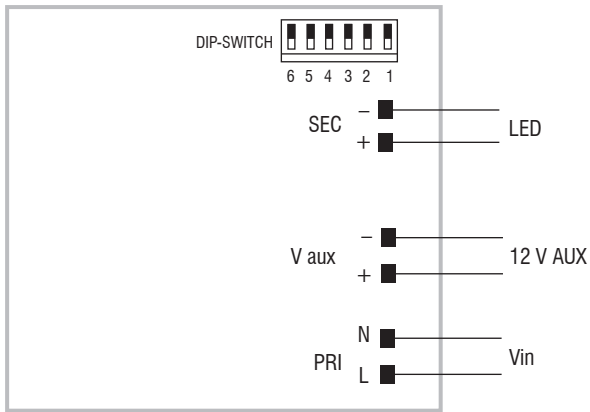 DIP-SWITCH
6 5 4 3 2 1
–
SEC
LED
+
–
V aux
12 V AUX
+
N
PRI
Vin
L